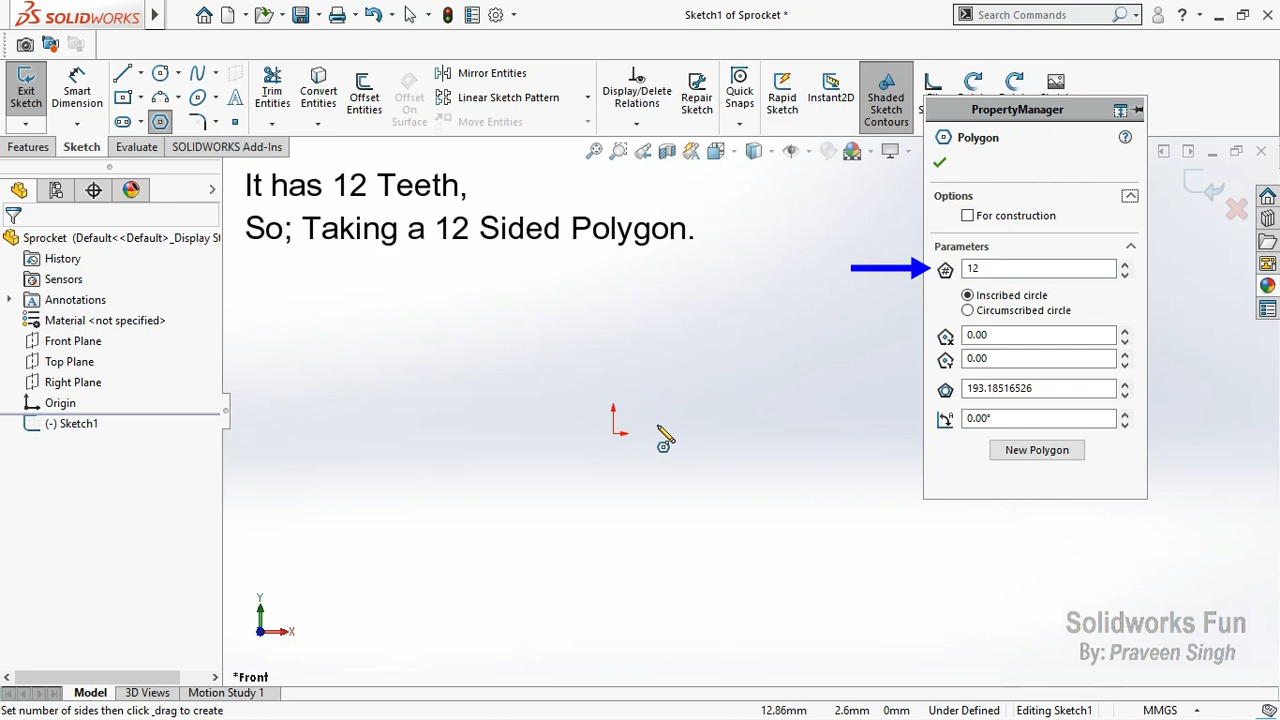 SOLIDWORKS
Sketch1 of Sprocket *
Search Commands
?
Exit Sketch
Smart Dimension
Trim Entities
Convert Entities
Offset Entities
Offset On Surface
Mirror Entities
Linear Sketch Pattern
Move Entities
Display/Delete Relations
Repair Sketch
Quick Snaps
Rapid Sketch
Instant2D
Shaded Sketch Contours
Features
Sketch
Evaluate
SOLIDWORKS Add-Ins
Sprocket (Default<<Default>_Display St
History
Sensors
Annotations
Material <not specified>
Front Plane
Top Plane
Right Plane
Origin
(-) Sketch1
It has 12 Teeth,
So; Taking a 12 Sided Polygon.
PropertyManager
Polygon
?
Options
For construction
Parameters
12
Inscribed circle
Circumscribed circle
0.00
0.00
193.18516526
0.00°
New Polygon
Y
X
*Front
Solidworks Fun
By: Praveen Singh
Model
3D Views
Motion Study 1
Set number of sides then click _drag to create
12.86mm
2.6mm
0mm
Under Defined
Editing Sketch1
MMGS